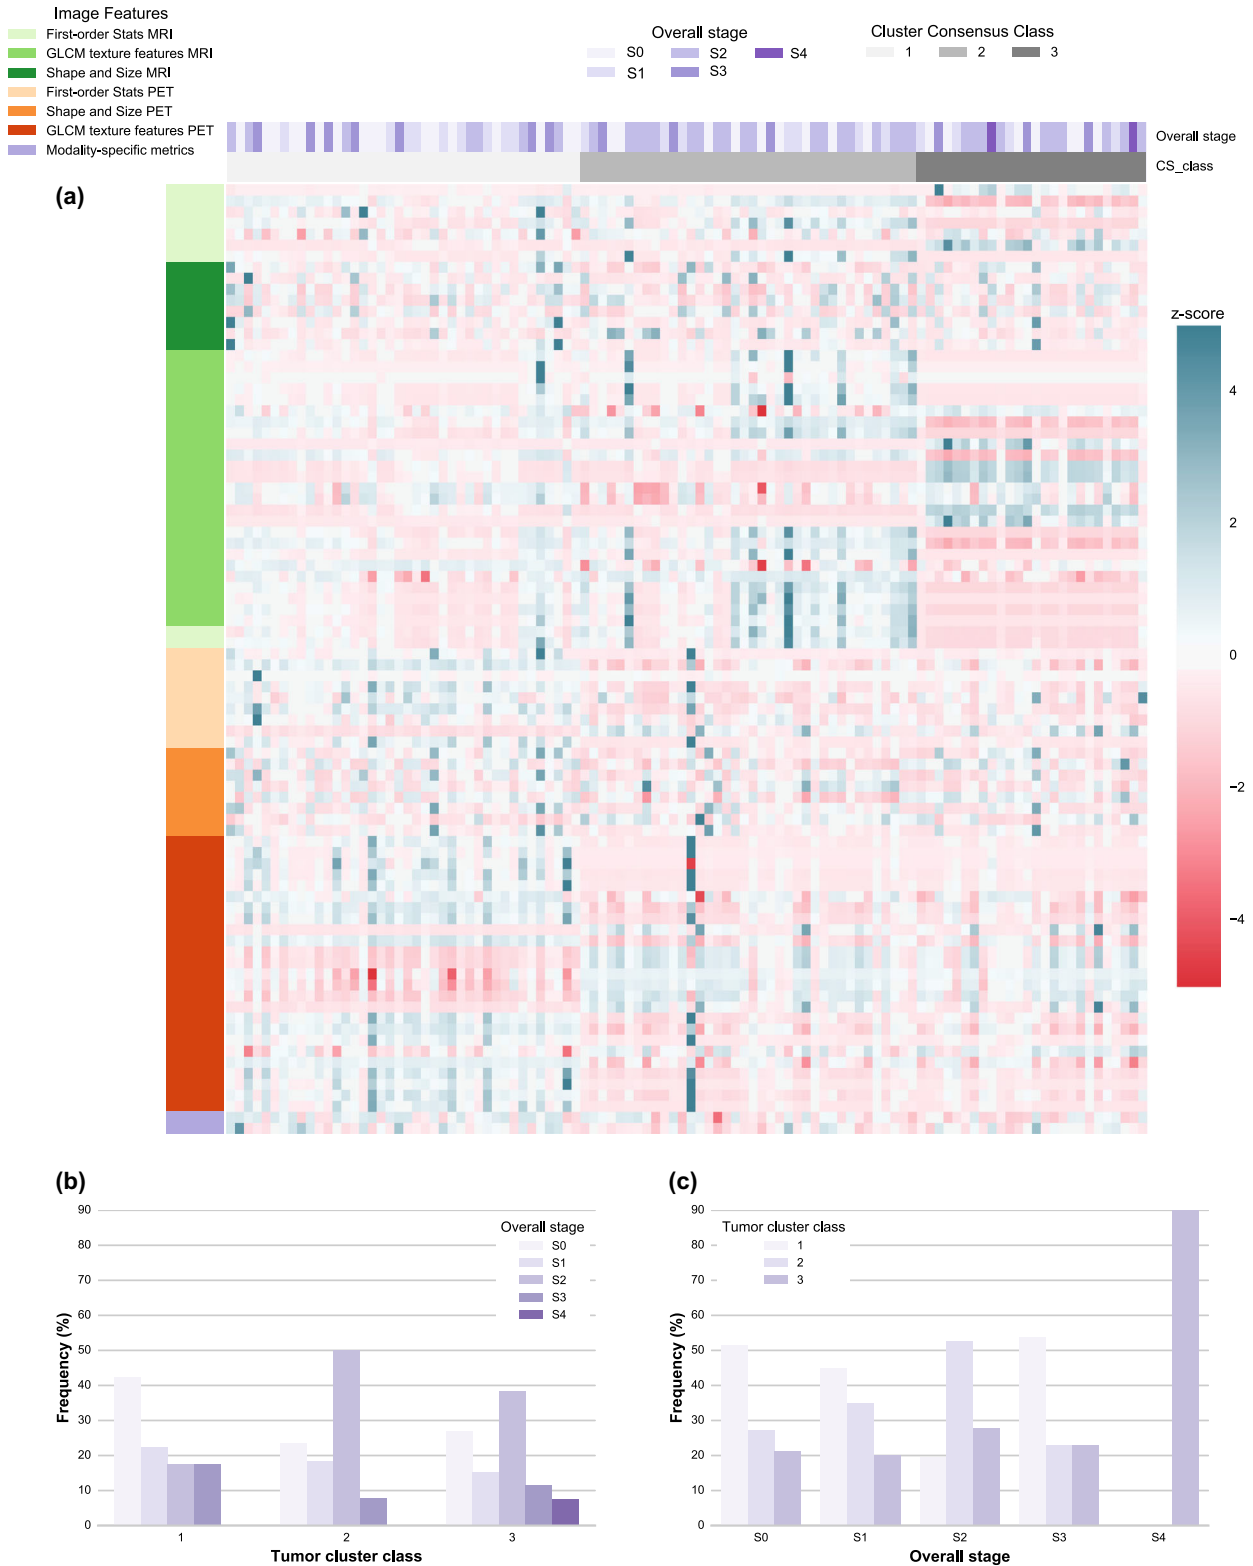 Image Features
First-order Stats MRI
GLCM texture features MRI
Shape and Size MRI
First-order Stats PET
Shape and Size PET
GLCM texture features PET
Modality-specific metrics
Overall stage
S0
S2
S4
S1
S3
Cluster Consensus Class
1
2
3
Overall stage
CS_class
(a)
z-score
4
2
0
−2
−4
(b)
90
80
70
60
50
40
30
20
10
0
Frequency (%)
Overall stage
S0
S1
S2
S3
S4
1
2
3
Tumor cluster class
(c)
90
80
70
60
50
40
30
20
10
0
Frequency (%)
Tumor cluster class
1
2
3
S0
S1
S2
S3
S4
Overall stage